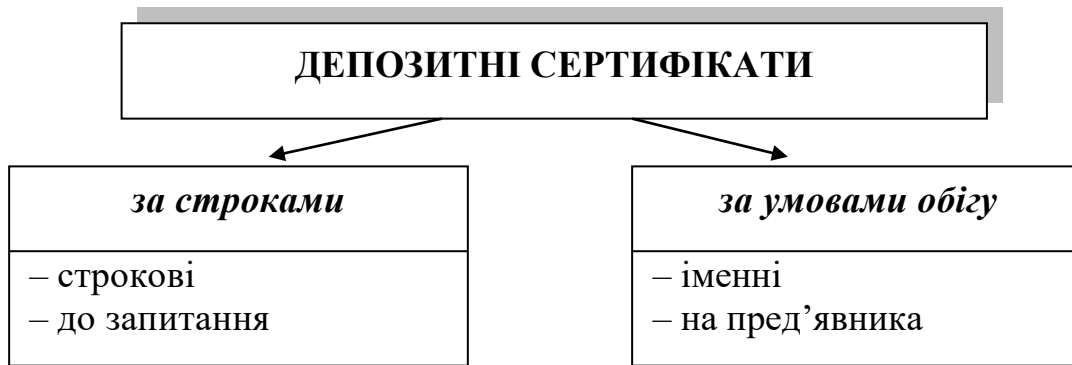 ДЕПОЗИТНІ СЕРТИФІКАТИ
за строками
– строкові
– до запитання
за умовами обігу
– іменні
– на пред’явника